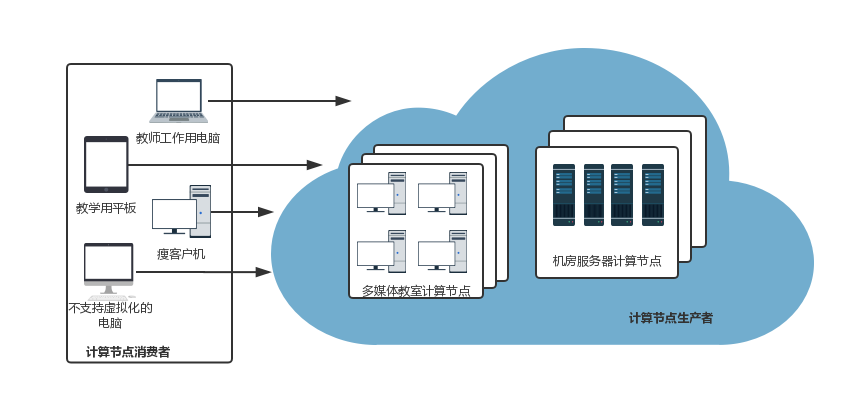 教师工作用电脑
教学用平板
瘦客户机
不支持虚拟化的
电脑
计算节点消费者
多媒体教室计算节点
机房服务器计算节点
计算节点生产者